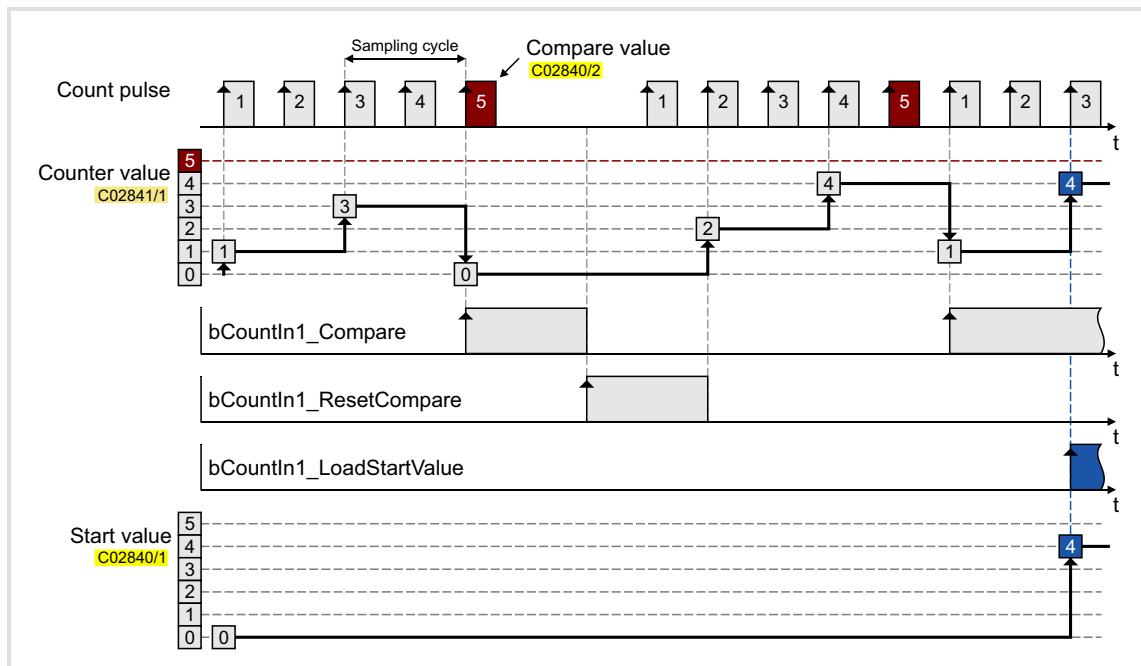 Sampling cycle
Compare value
C02840/2
Count pulse
1 2 3 4 5 1 2 3 4 5 1 2 3
t
Counter value
C02841/1
5
4
3
2
1
0
1 3 0 2 4 1 4
bCountIn1_Compare
t
bCountIn1_ResetCompare
t
bCountIn1_LoadStartValue
t
Start value
C02840/1
5
4
3
2
1
0
0 4